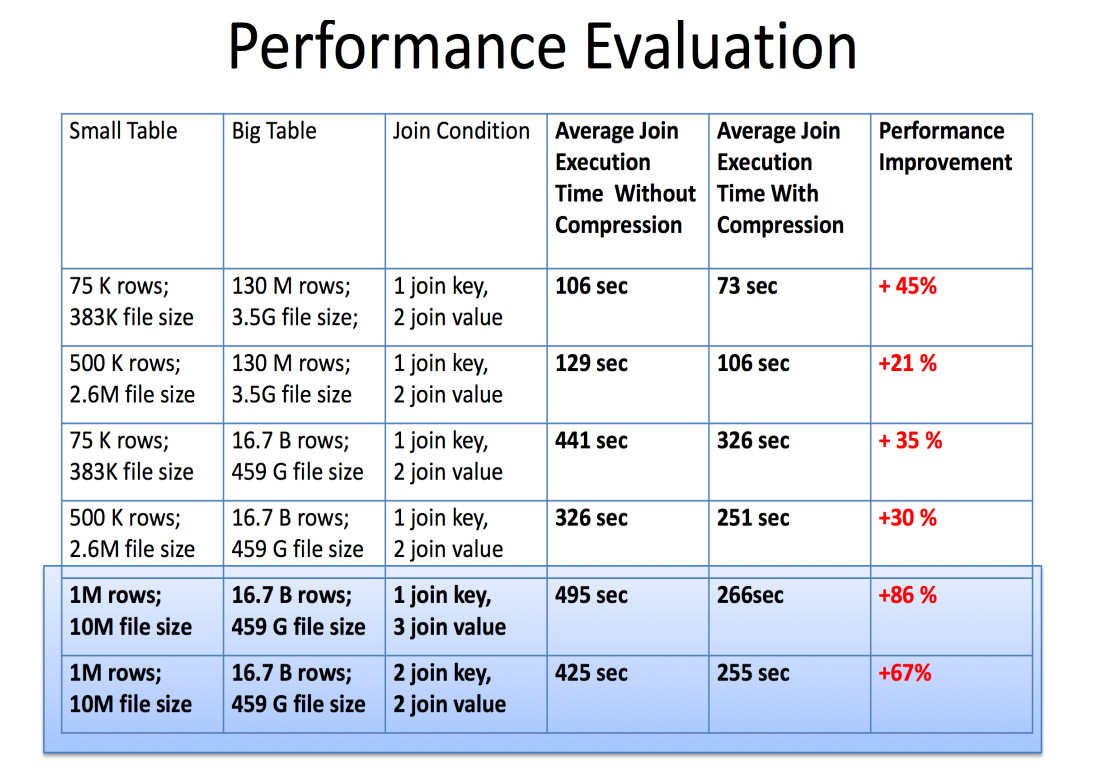 Performance Evaluation
Small Table
Big Table
Join Condition
Average Join
Execution
Time Without
Compression
Average Join
Execution
Time With
Compression
Performance
Improvement
75 K rows;
383K file size
130 M rows;
3.5G file size;
1 join key,
2 join value
106 sec
73 sec
+ 45%
500 K rows;
2.6M file size
130 M rows;
3.5G file size
1 join key,
2 join value
129 sec
106 sec
+21 %
75 K rows;
383K file size
16.7 B rows;
459 G file size
1 join key,
2 join value
441 sec
326 sec
+ 35 %
500 K rows;
2.6M file size
16.7 B rows;
459 G file size
1 join key,
2 join value
326 sec
251 sec
+30 %
1M rows;
10M file size
16.7 B rows;
459 G file size
1 join key,
3 join value
495 sec
266sec
+86 %
1M rows;
10M file size
16.7 B rows;
459 G file size
2 join key,
2 join value
425 sec
255 sec
+67%